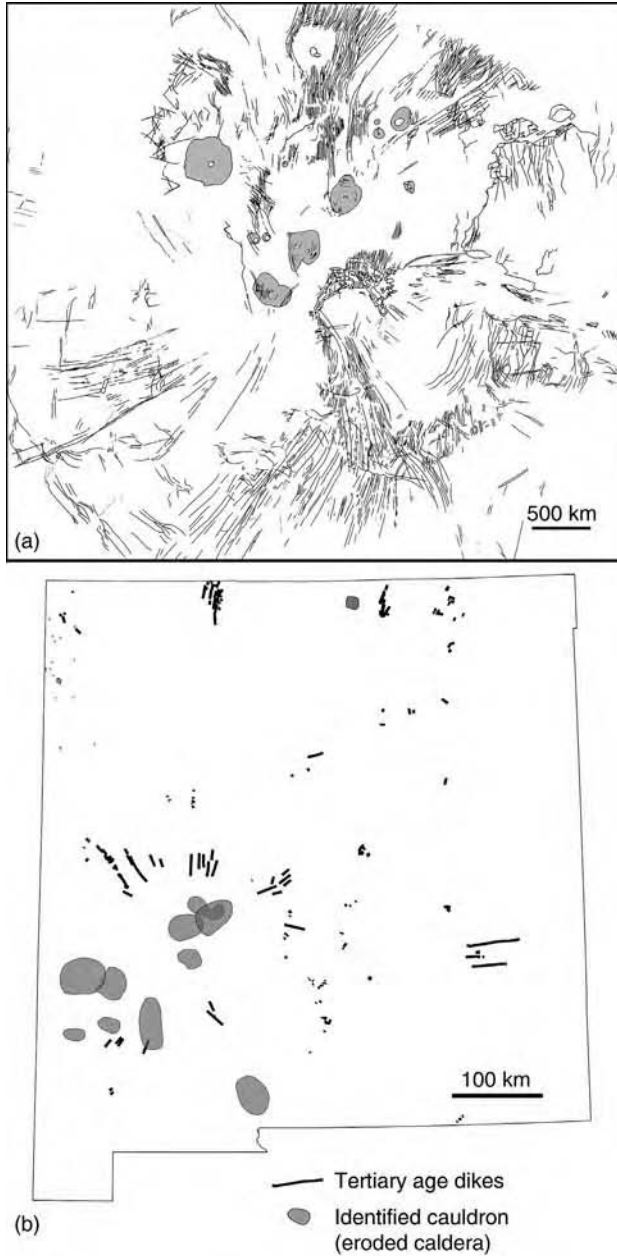 500 km
(a)
100 km
Tertiary age dikes
Identified cauldron
(eroded caldera)
(b)